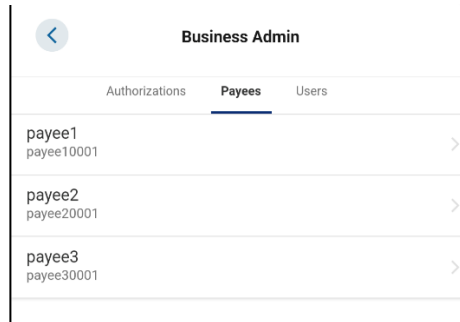 Business Admin
Authorizations Payees Users
payee1
payee10001
payee2
payee20001
payee3
payee30001